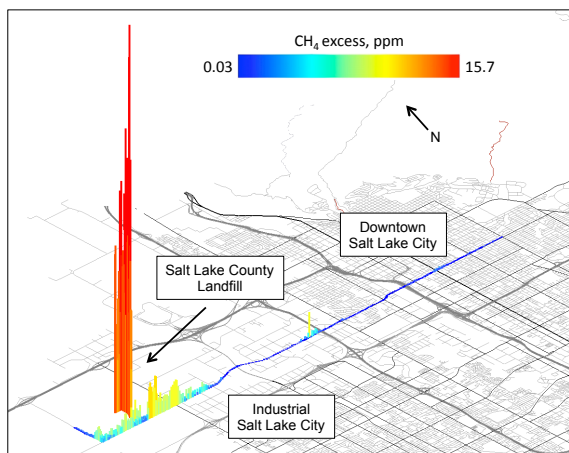 CH₄ excess, ppm
0.03
15.7
N
Downtown
Salt Lake City
Salt Lake County
Landfill
Industrial
Salt Lake City